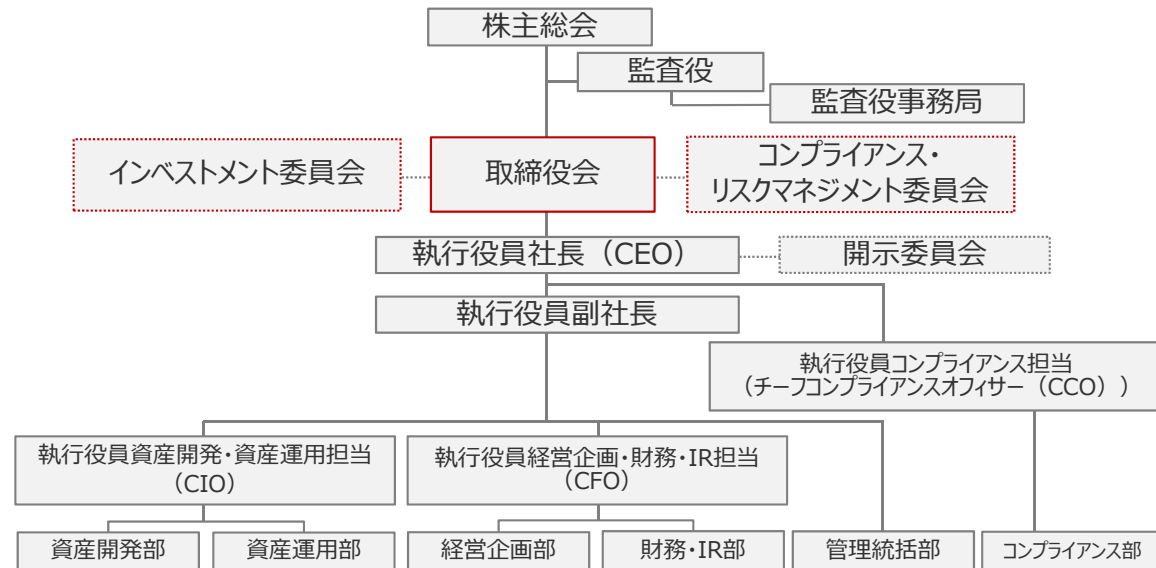 株主総会
監査役
監査役事務局
インベストメント委員会
取締役会
コンプライアンス・
リスクマネジメント委員会
執行役員社長（CEO）
開示委員会
執行役員副社長
執行役員コンプライアンス担当
（チーフコンプライアンスオフィサー（CCO））
執行役員資産開発・資産運用担当
（CIO）
執行役員経営企画・財務・IR担当
（CFO）
資産開発部
資産運用部
経営企画部
財務・IR部
管理統括部
コンプライアンス部